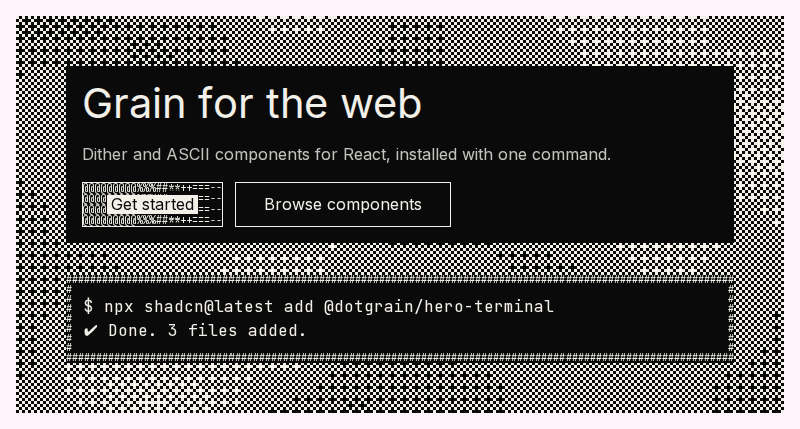 Grain for the web
Dither and ASCII components for React, installed with one command.
Get started
Browse components
$ npx shadcn@latest add @dotgrain/hero-terminal
✔ Done. 3 files added.